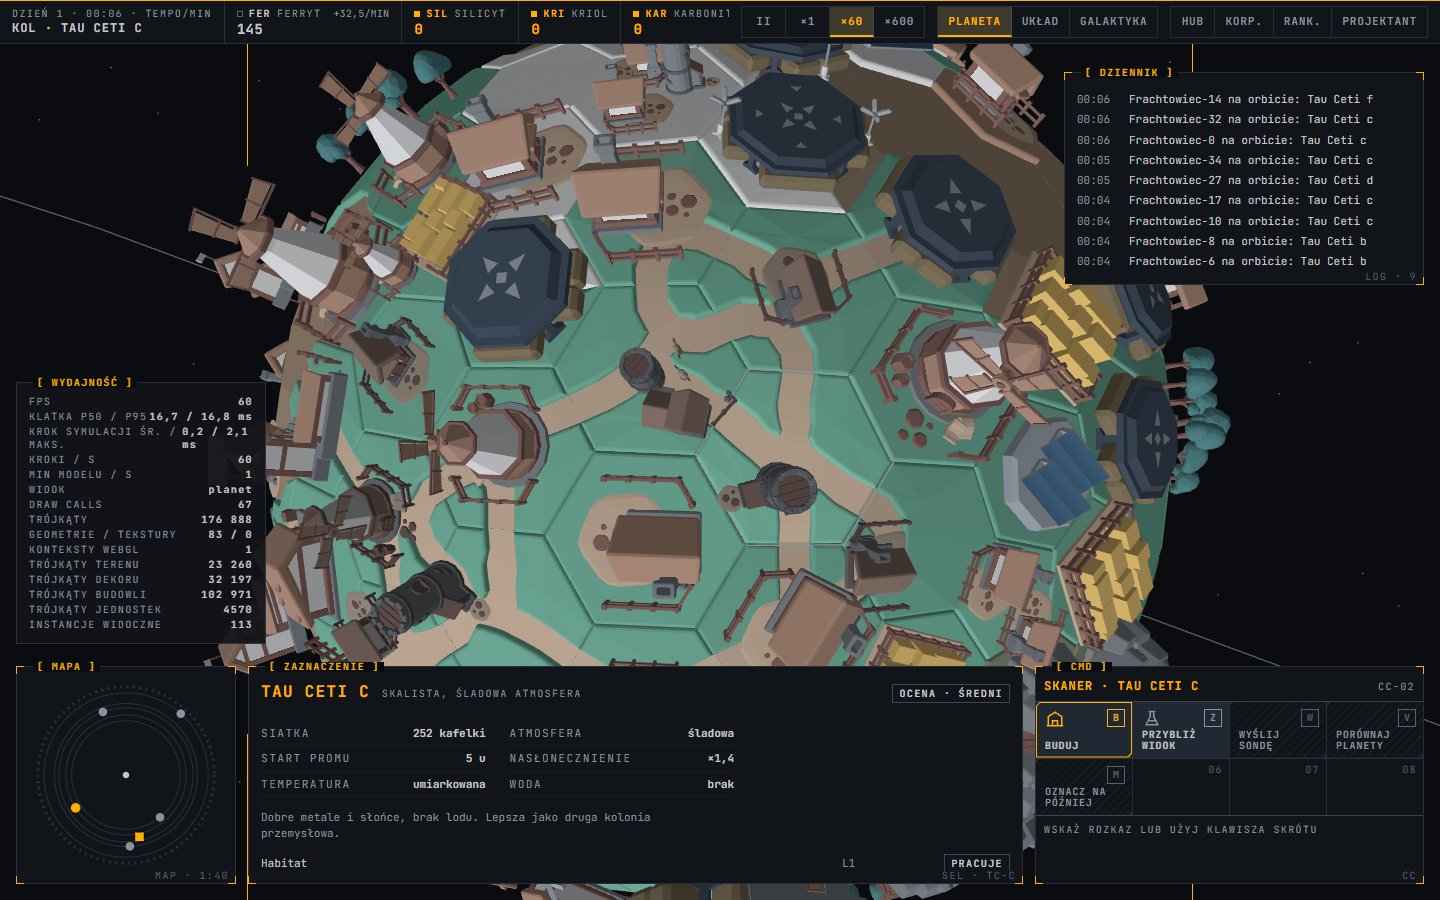 DZIEŃ 1 · 00:06 · TEMPO/MIN
KOL · TAU CETI C
FER FERRYT +32,5/MIN
145
SIL SILICYT
0
KRI KRIOL
0
KAR KARBONIT
0
II ×1 ×60 ×600
PLANETA UKŁAD GALAKTYKA
HUB KORP. RANK. PROJEKTANT
[ DZIENNIK ]
00:06 Frachtowiec-14 na orbicie: Tau Ceti f
00:06 Frachtowiec-32 na orbicie: Tau Ceti c
00:06 Frachtowiec-0 na orbicie: Tau Ceti c
00:05 Frachtowiec-34 na orbicie: Tau Ceti c
00:05 Frachtowiec-27 na orbicie: Tau Ceti d
00:04 Frachtowiec-17 na orbicie: Tau Ceti c
00:04 Frachtowiec-10 na orbicie: Tau Ceti c
00:04 Frachtowiec-8 na orbicie: Tau Ceti b
00:04 Frachtowiec-6 na orbicie: Tau Ceti b
LOG · 9
[ WYDAJNOŚĆ ]
FPS 60
KLATKA P50 / P95 16,7 / 16,8 ms
KROK SYMULACJI ŚR. / MAKS. 0,2 / 2,1 ms
KROKI / S 60
MIN MODELU / S 1
WIDOK planet
DRAW CALLS 67
TRÓJKĄTY 176 888
GEOMETRIE / TEKSTURY 83 / 0
KONTEKSTY WEBGL 1
TRÓJKĄTY TERENU 23 260
TRÓJKĄTY DEKORU 32 197
TRÓJKĄTY BUDOWLI 102 971
TRÓJKĄTY JEDNOSTEK 4570
INSTANCJE WIDOCZNE 113
[ MAPA ]
MAP · 1:40
[ ZAZNACZENIE ]
TAU CETI C SKALISTA, ŚLADOWA ATMOSFERA
OCENA · ŚREDNI
SIATKA 252 kafelki ATMOSFERA śladowa
START PROMU 5 u NASŁONECZNIENIE ×1,4
TEMPERATURA umiarkowana WODA brak
Dobre metale i słońce, brak lodu. Lepsza jako druga kolonia
przemysłowa.
Habitat L1 PRACUJE
SEL · TC-C
[ CMD ]
SKANER · TAU CETI C CC-02
BUDUJ B
PRZYBLIŻ WIDOK Z
WYŚLIJ SONDĘ W
PORÓWNAJ PLANETY V
OZNACZ NA PÓŹNIEJ M
06 07 08
WSKAŻ ROZKAZ LUB UŻYJ KLAWISZA SKRÓTU
CC